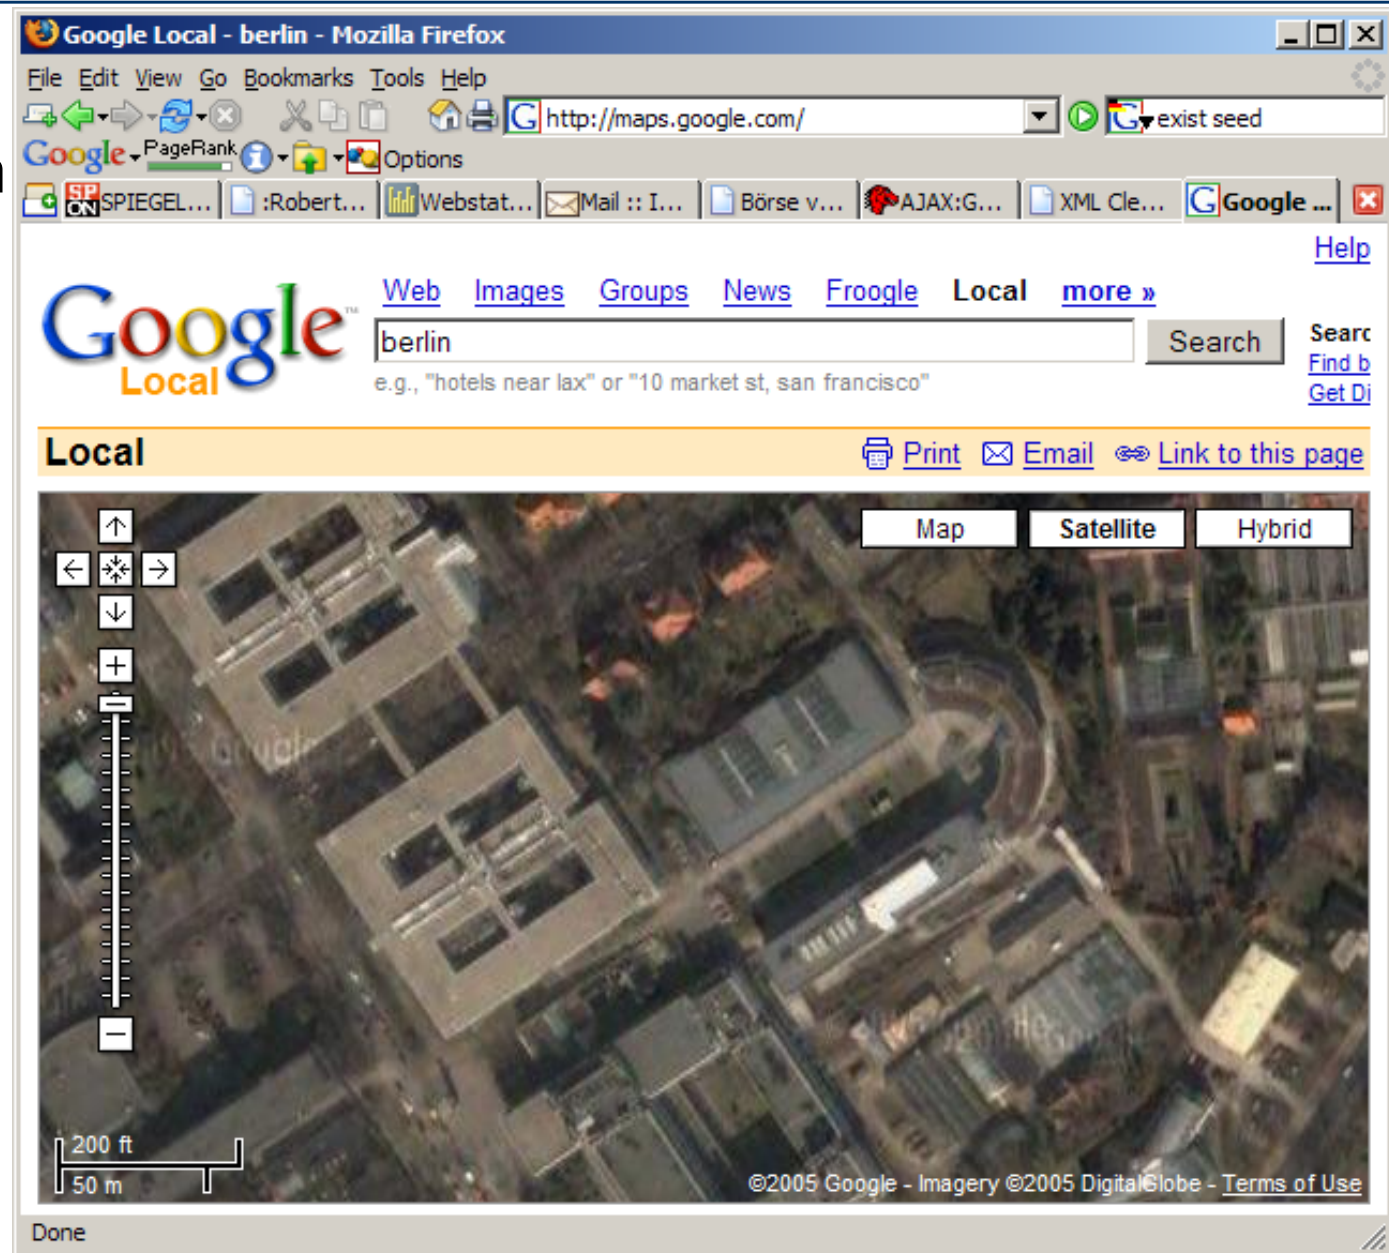 Google Local - berlin - Mozilla Firefox
File Edit View Go Bookmarks Tools Help
G http://maps.google.com/ G exist seed
Google PageRank Options
SP ON SPIEGEL... :Robert... Webstat... Mail :: I... Börse v... AJAX:G... XML Cle... G Google ...
Help
Web Images Groups News Froogle Local more »
Google™ Local
berlin Search
e.g., "hotels near lax" or "10 market st, san francisco"
Searc
Find b
Get Di
Local Print Email Link to this page
Map Satellite Hybrid
200 ft
50 m
©2005 Google - Imagery ©2005 DigitalGlobe - Terms of Use
Done